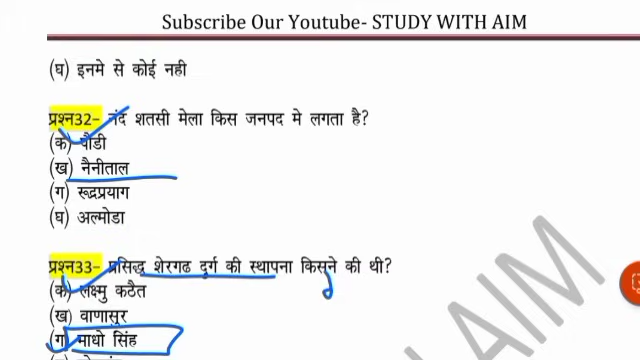 Subscribe Our Youtube- STUDY WITH AIM
(घ) इनमे से कोई नही
प्रश्न32- नंद शतसी मेला किस जनपद मे लगता है?
(क) पौडी
(ख) नैनीताल
(ग) रूद्रप्रयाग
(घ) अल्मोडा
प्रश्न33- प्रसिद्ध शेरगढ दुर्ग की स्थापना किसने की थी?
(क) लक्ष्मु कठैत
(ख) वाणासूर
(ग) माधो सिंह
AIM